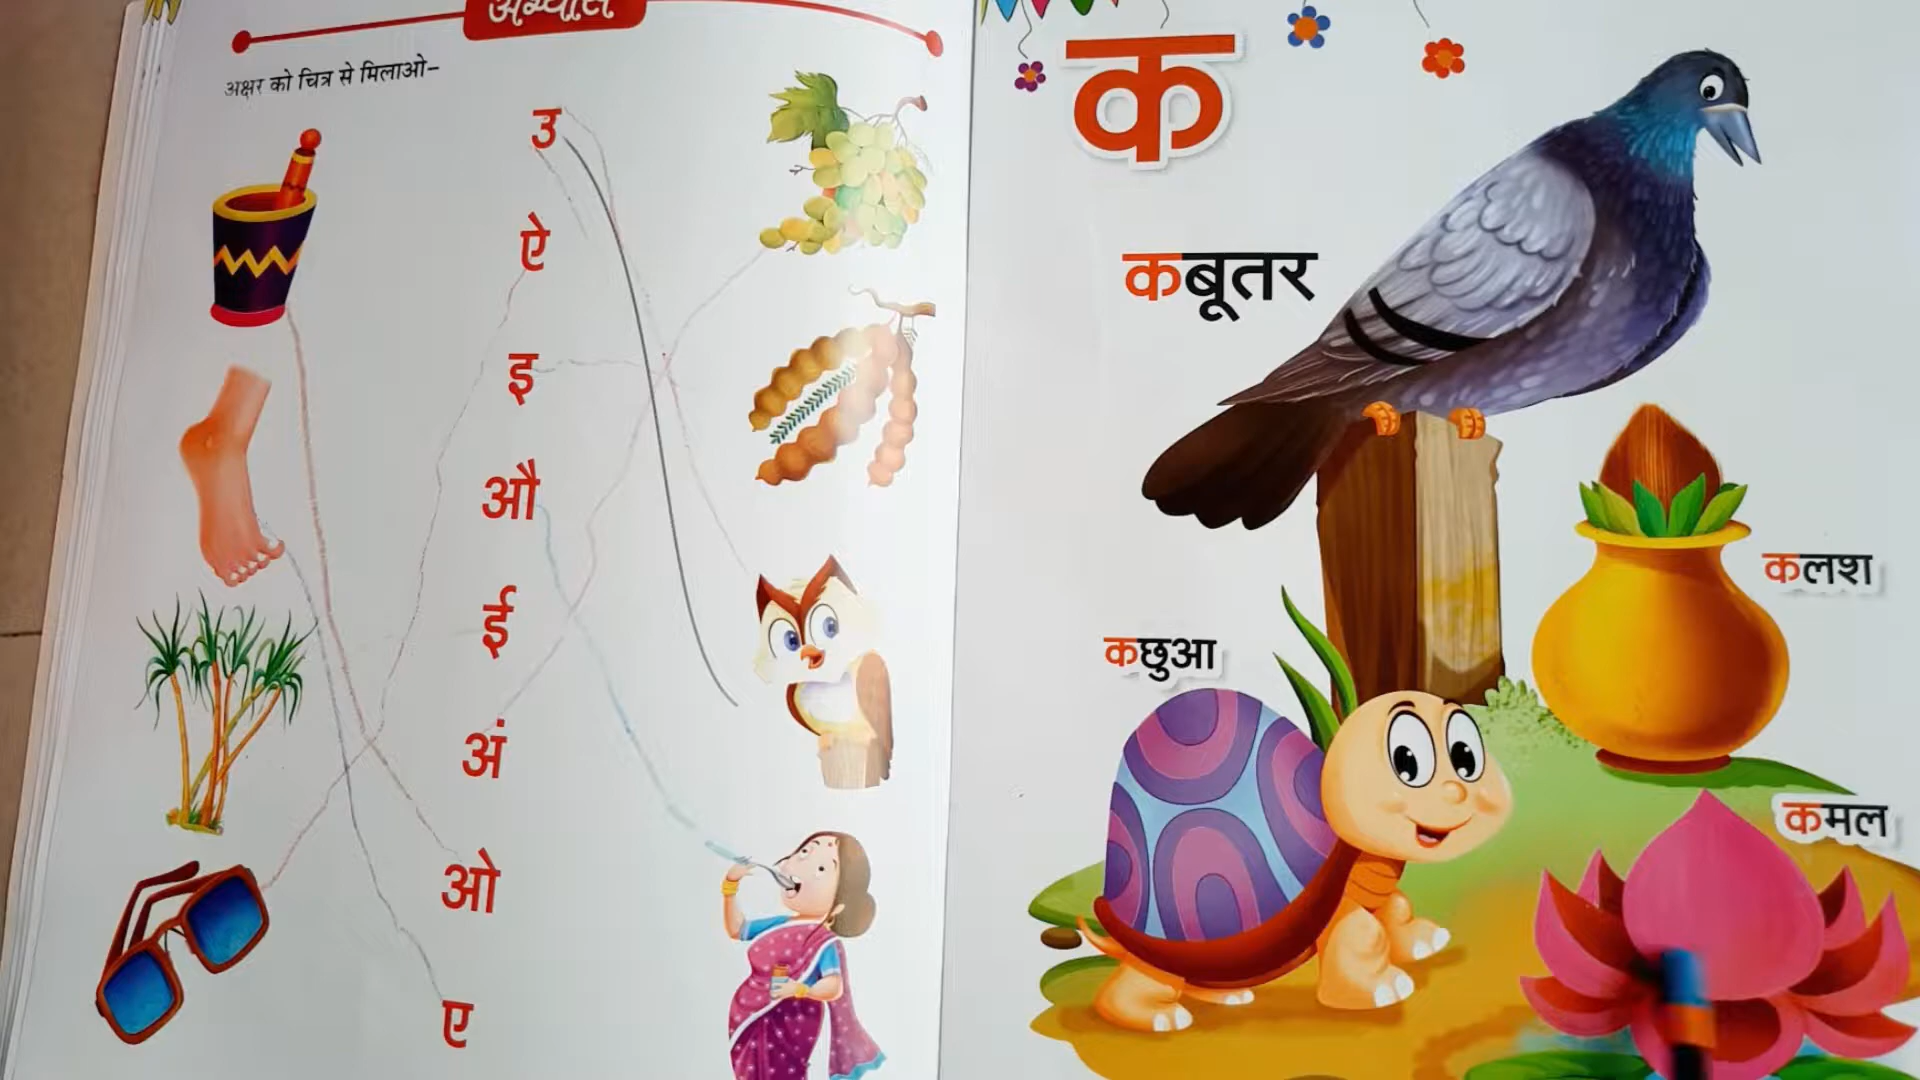 अभ्यास
अक्षर को चित्र से मिलाओ-
उ
ऐ
इ
औ
ई
अं
ओ
ए
क
कबूतर
कलश
कछुआ
कमल